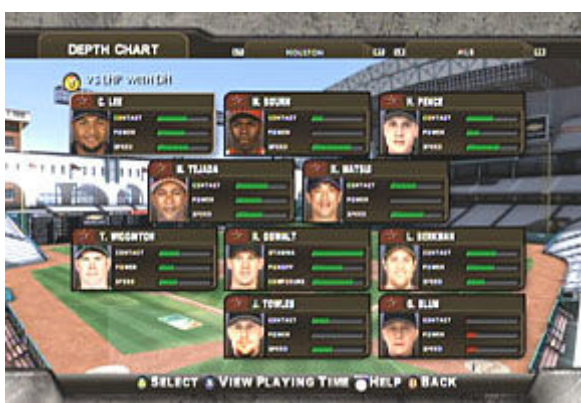 DEPTH CHART
HOUSTON
MLB
VS LHP WITH DH
C. LEE
M. BOURN
H. PENCE
CONTACT
CONTACT
CONTACT
POWER
POWER
POWER
SPEED
SPEED
SPEED
M. TEJADA
K. MATSUI
CONTACT
CONTACT
POWER
POWER
SPEED
SPEED
T. WIGGINTON
R. OSWALT
L. BERKMAN
CONTACT
STAMINA
CONTACT
POWER
PENOFF
POWER
SPEED
COMPOSURE
SPEED
J. TOWLES
G. BLUM
CONTACT
CONTACT
POWER
POWER
SPEED
SPEED
SELECT VIEW PLAYING TIME HELP BACK